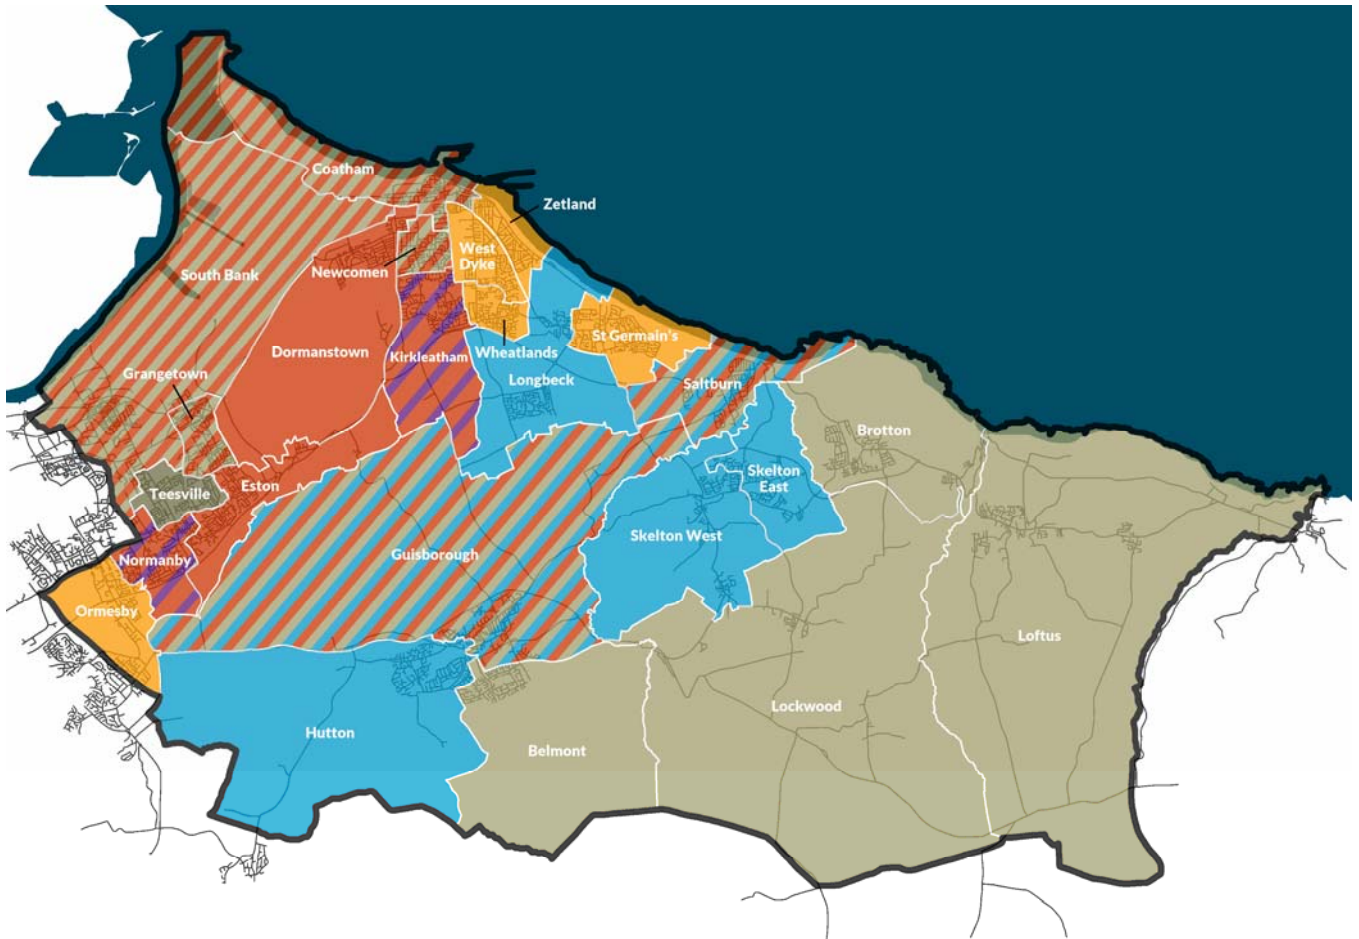 Coatham
Zetland
West
Dyke
South Bank
Newcomen
St Germain's
Dormanstown
Kirkleatham
Wheatlands
Grangetown
Longbeck
Saltburn
Brotton
Teesville
Eston
Skelton
East
Skelton West
Normanby
Guisborough
Ormesby
Loftus
Lockwood
Hutton
Belmont